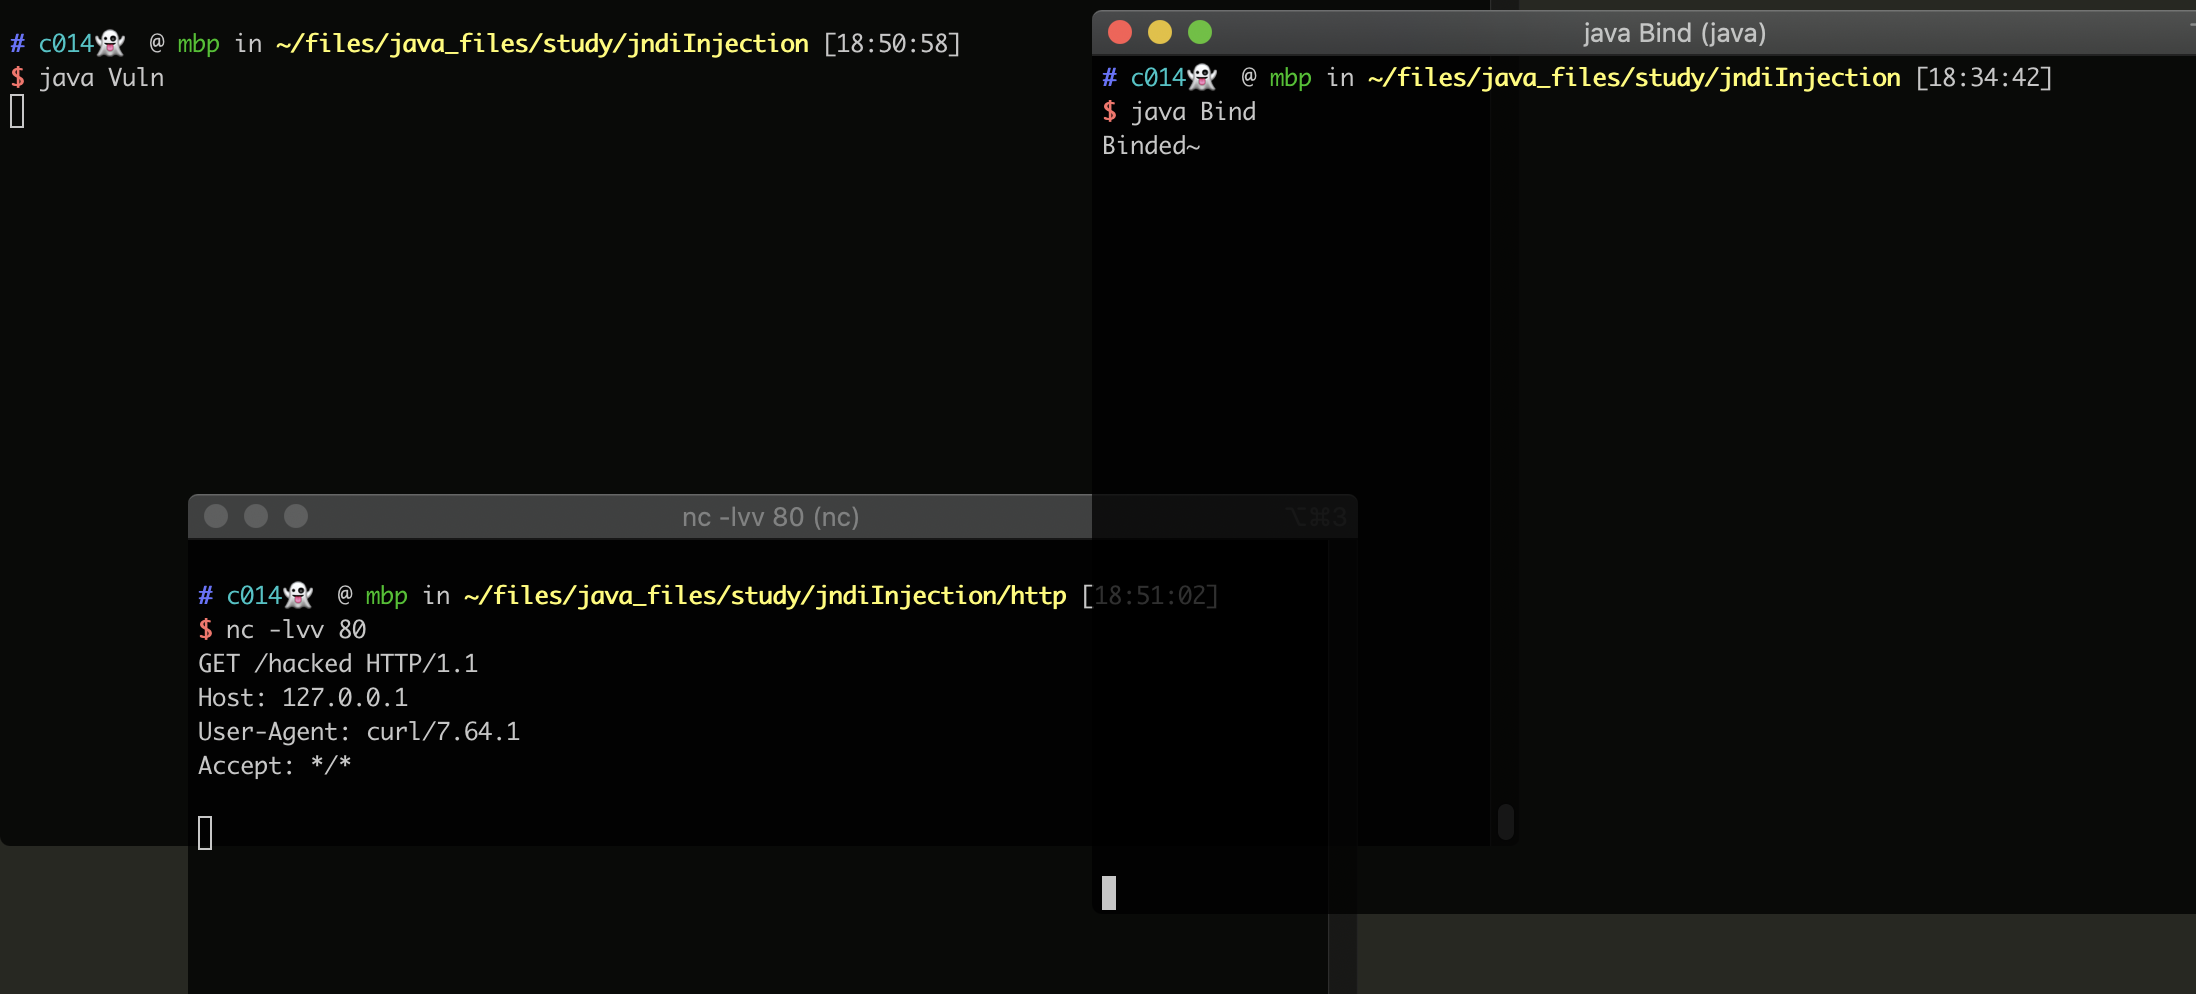 # c014👻 @ mbp in ~/files/java_files/study/jndiInjection [18:50:58]
$ java Vuln
java Bind (java)
# c014👻 @ mbp in ~/files/java_files/study/jndiInjection [18:34:42]
$ java Bind
Binded~
nc -lvv 80 (nc) ⌥⌘3
# c014👻 @ mbp in ~/files/java_files/study/jndiInjection/http [18:51:02]
$ nc -lvv 80
GET /hacked HTTP/1.1
Host: 127.0.0.1
User-Agent: curl/7.64.1
Accept: */*